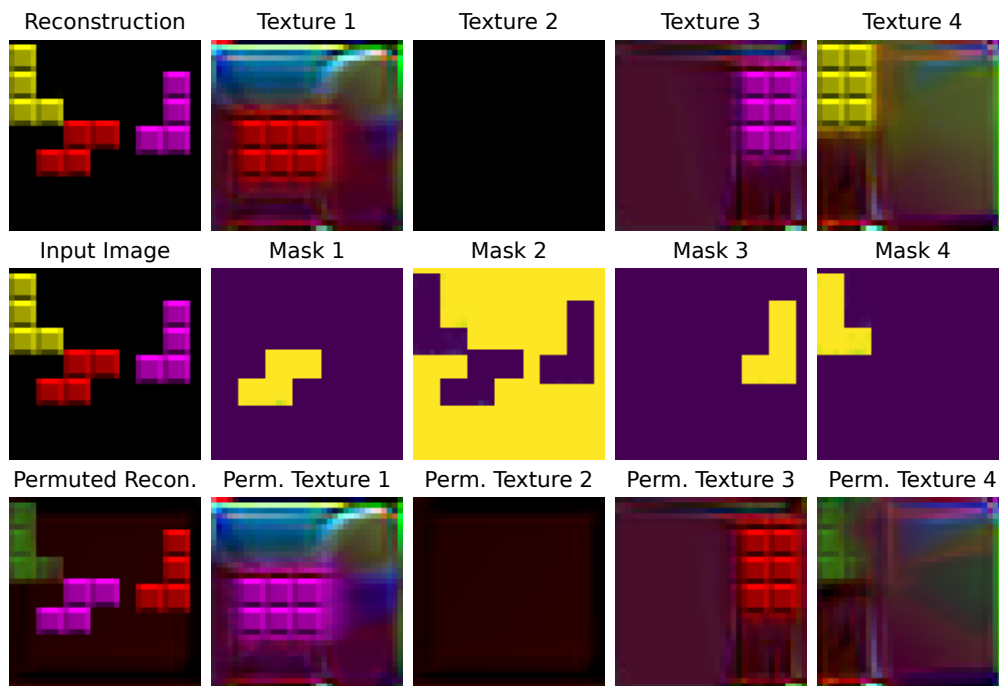 Reconstruction Texture 1 Texture 2 Texture 3 Texture 4
Input Image Mask 1 Mask 2 Mask 3 Mask 4
Permuted Recon. Perm. Texture 1 Perm. Texture 2 Perm. Texture 3 Perm. Texture 4